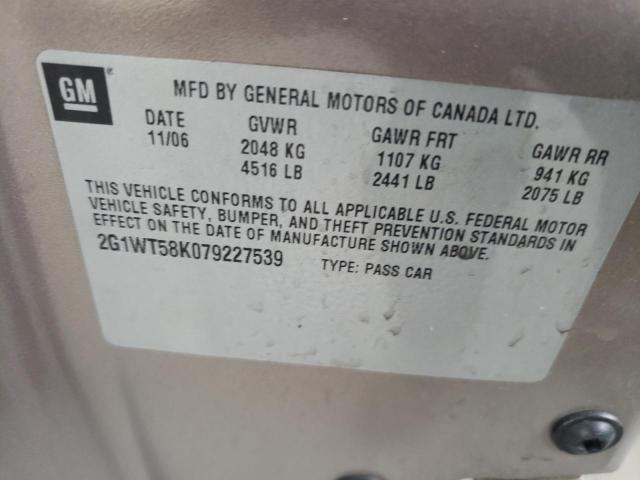 GM
MFD BY GENERAL MOTORS OF CANADA LTD.
DATE GVWR GAWR FRT GAWR RR
11/06 2048 KG 1107 KG 941 KG
4516 LB 2441 LB 2075 LB
THIS VEHICLE CONFORMS TO ALL APPLICABLE U.S. FEDERAL MOTOR
VEHICLE SAFETY, BUMPER, AND THEFT PREVENTION STANDARDS IN
EFFECT ON THE DATE OF MANUFACTURE SHOWN ABOVE.
2G1WT58K079227539 TYPE: PASS CAR